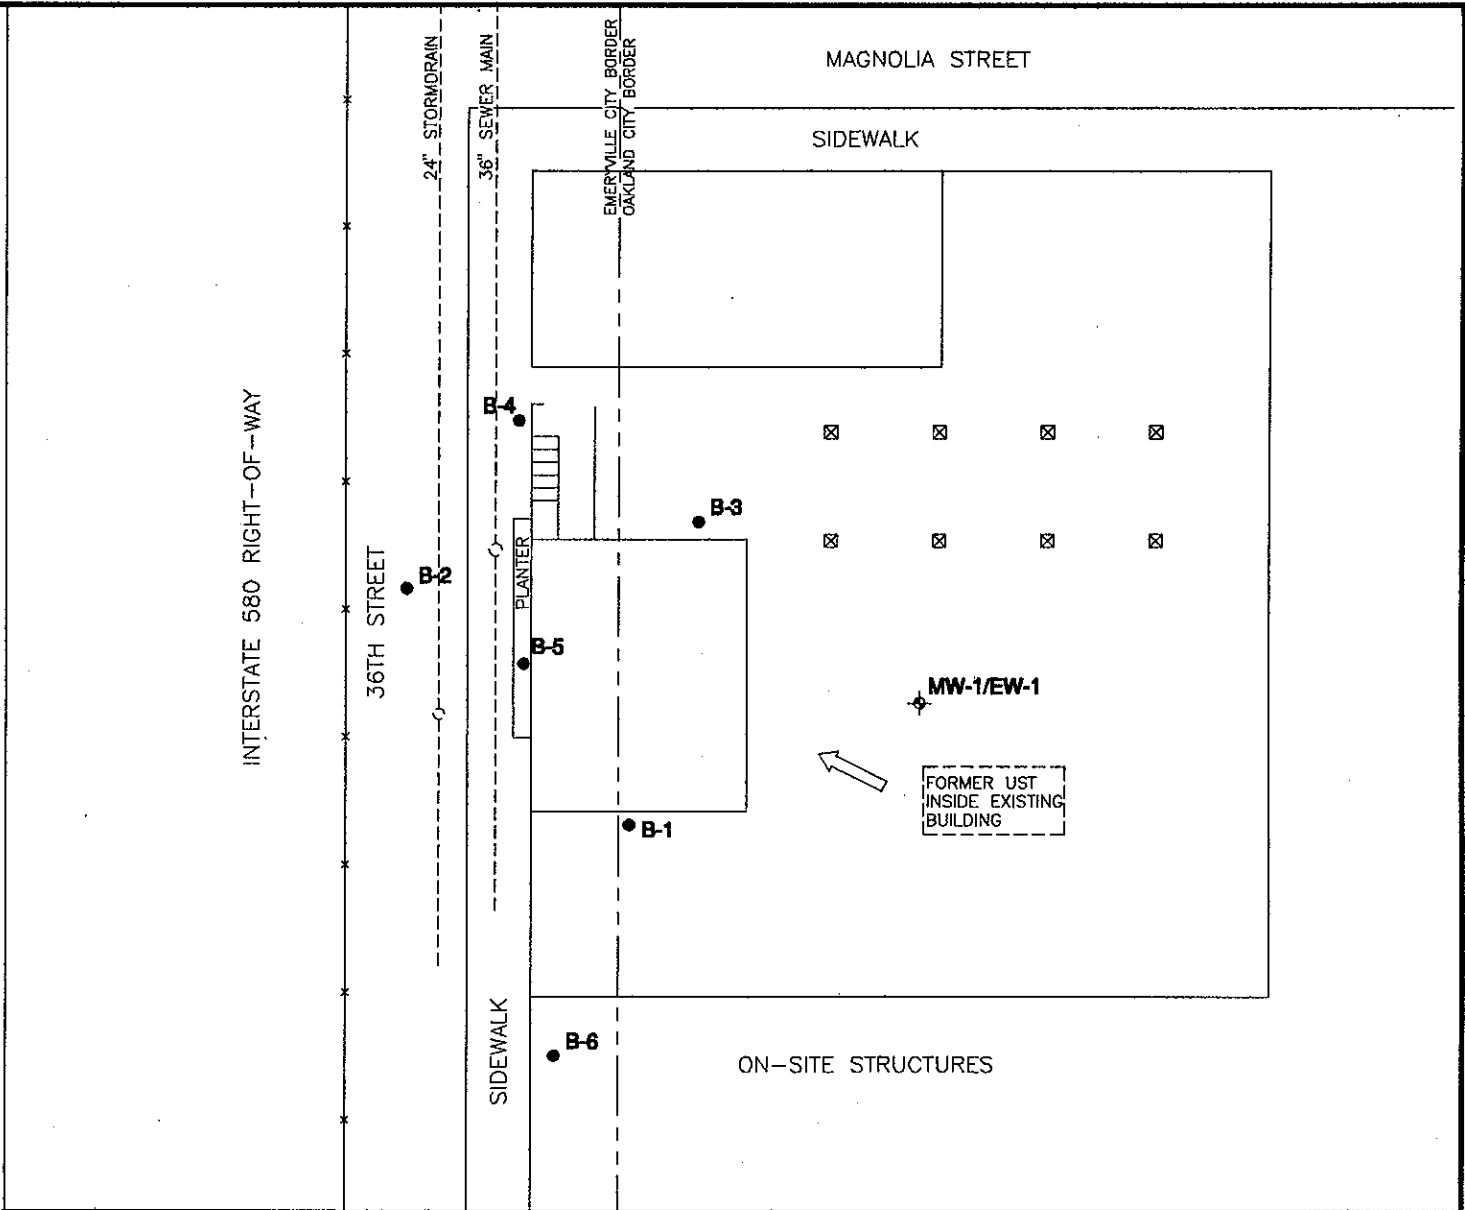 MAGNOLIA STREET
SIDEWALK
24" STORMDRAIN
36" SEWER MAIN
EMERYVILLE CITY BORDER
OAKLAND CITY BORDER
INTERSTATE 580 RIGHT-OF-WAY
36TH STREET
B-4
B-3
B-2
PLANTER
B-5
MW-1/EW-1
FORMER UST
INSIDE EXISTING
BUILDING
B-1
SIDEWALK
B-6
ON-SITE STRUCTURES